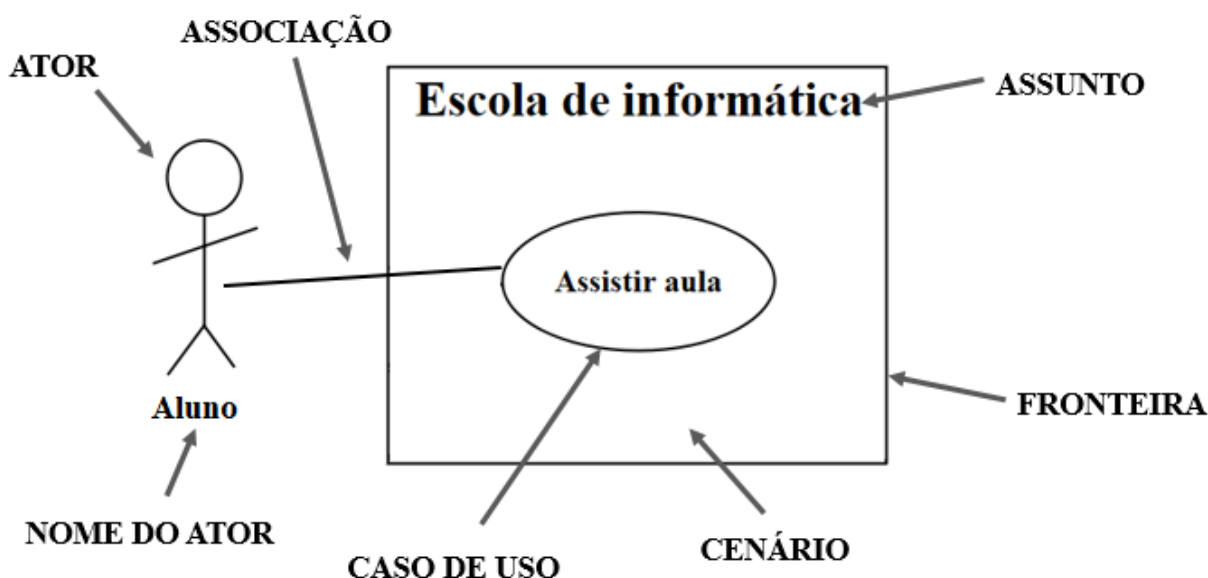 ASSOCIAÇÃO
ATOR
ASSUNTO
Escola de informática
Assistir aula
Aluno
FRONTEIRA
NOME DO ATOR
CASO DE USO
CENÁRIO